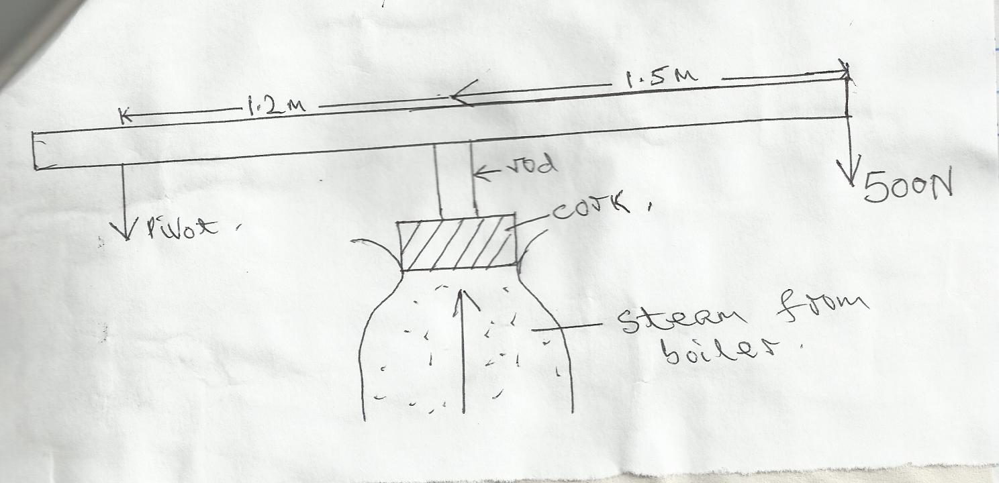 1.2M
1.5M
rod
500N
cork.
Pivot.
steam from
boiler.